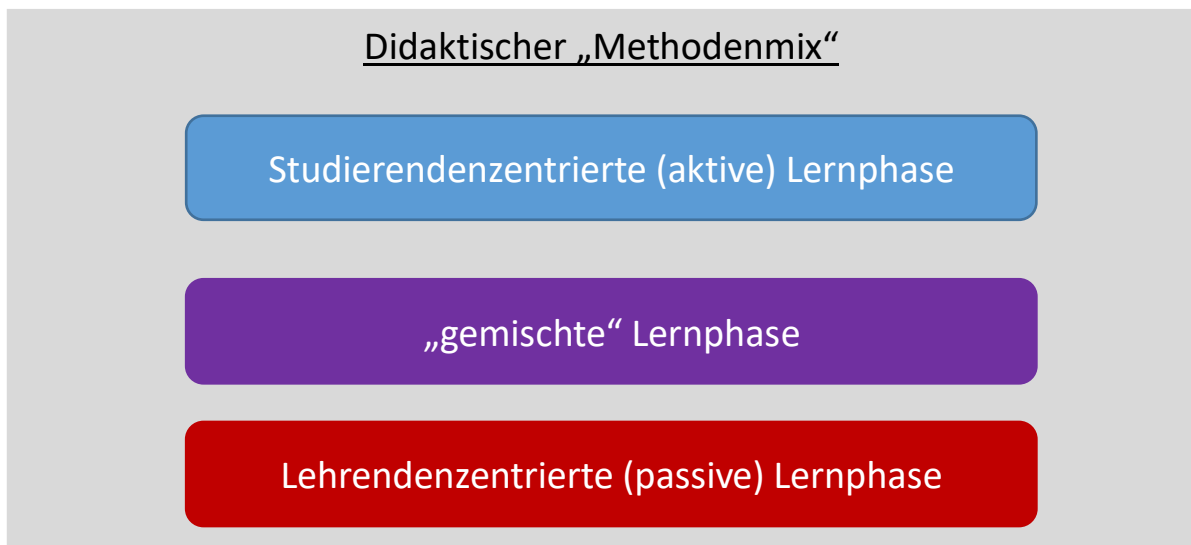 Didaktischer „Methodenmix“
Studierendenzentrierte (aktive) Lernphase
„gemischte“ Lernphase
Lehrendenzentrierte (passive) Lernphase